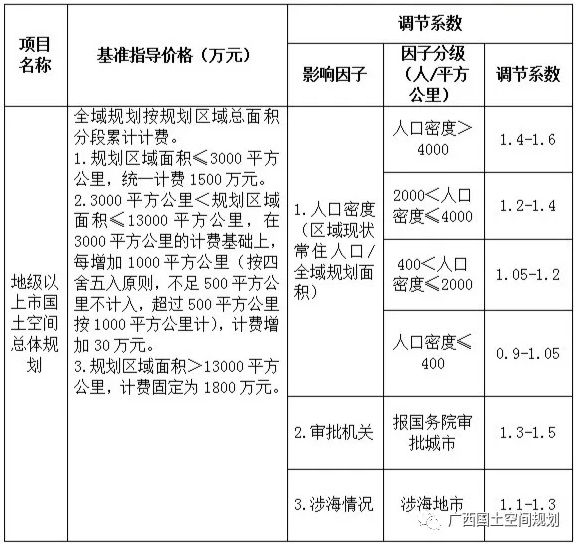 项目
名称
基准指导价格（万元）
调节系数
影响因子
因子分级
（人/平方
公里）
调节系数
地级以
上市国
土空间
总体规
划
全域规划按规划区域总面积
分段累计计费。
1.规划区域面积≤3000 平方
公里，统一计费1500 万元。
2.3000 平方公里＜规划区域
面积≤13000 平方公里，在
3000 平方公里的计费基础上，
每增加 1000 平方公里（按四
舍五入原则，不足 500 平方公
里不计入，超过 500 平方公里
按 1000 平方公里计），计费增
加 30 万元。
3.规划区域面积＞13000 平方
公里，计费固定为 1800 万元。
1.人口密度
（区域现状
常住人口/
全域规划面
积）
人口密度＞
4000
1.4-1.6
2000＜人口
密度≤4000
1.2-1.4
400＜人口
密度≤2000
1.05-1.2
人口密度≤
400
0.9-1.05
2.审批机关
报国务院审
批城市
1.3-1.5
3.涉海情况
涉海地市
1.1-1.3
广西国土空间规划